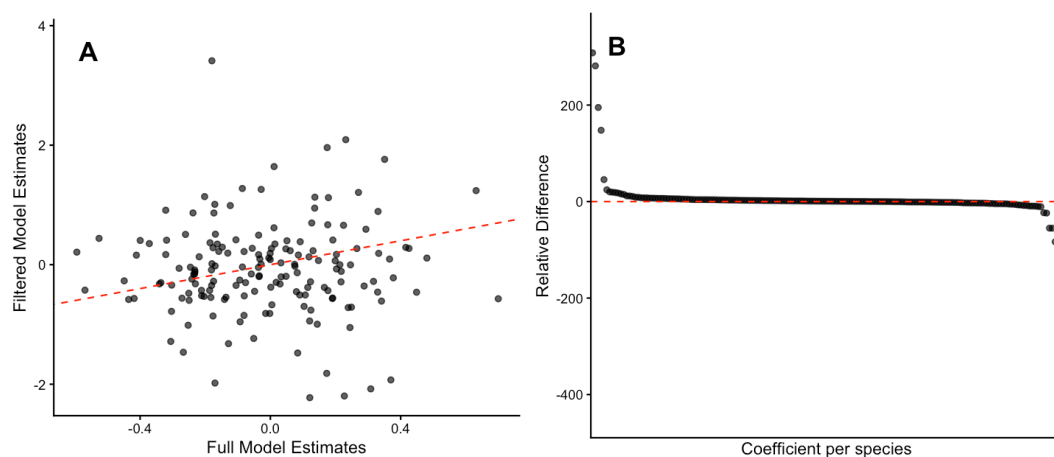 A
Filtered Model Estimates
4
2
0
-2
-0.4
0.0
0.4
Full Model Estimates
B
Relative Difference
200
0
-200
-400
Coefficient per species